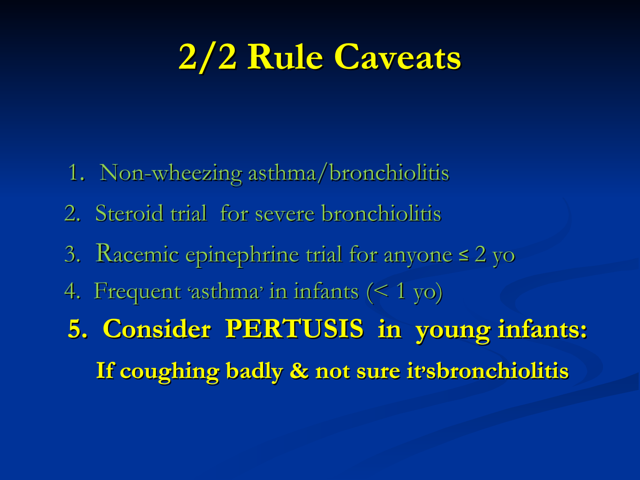 2/2 Rule Caveats
1. Non-wheezing asthma/bronchiolitis
2. Steroid trial for severe bronchiolitis
3. Racemic epinephrine trial for anyone ≤ 2 yo
4. Frequent ‘asthma’ in infants (< 1 yo)
5. Consider PERTUSIS in young infants:
If coughing badly & not sure it’sbronchiolitis